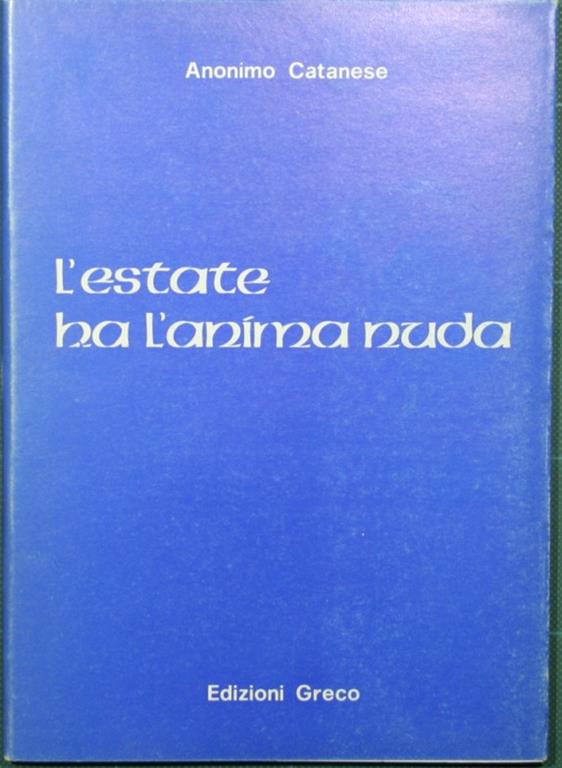 Anonimo Catanese
L'estate
ha l'anima nuda
Edizioni Greco